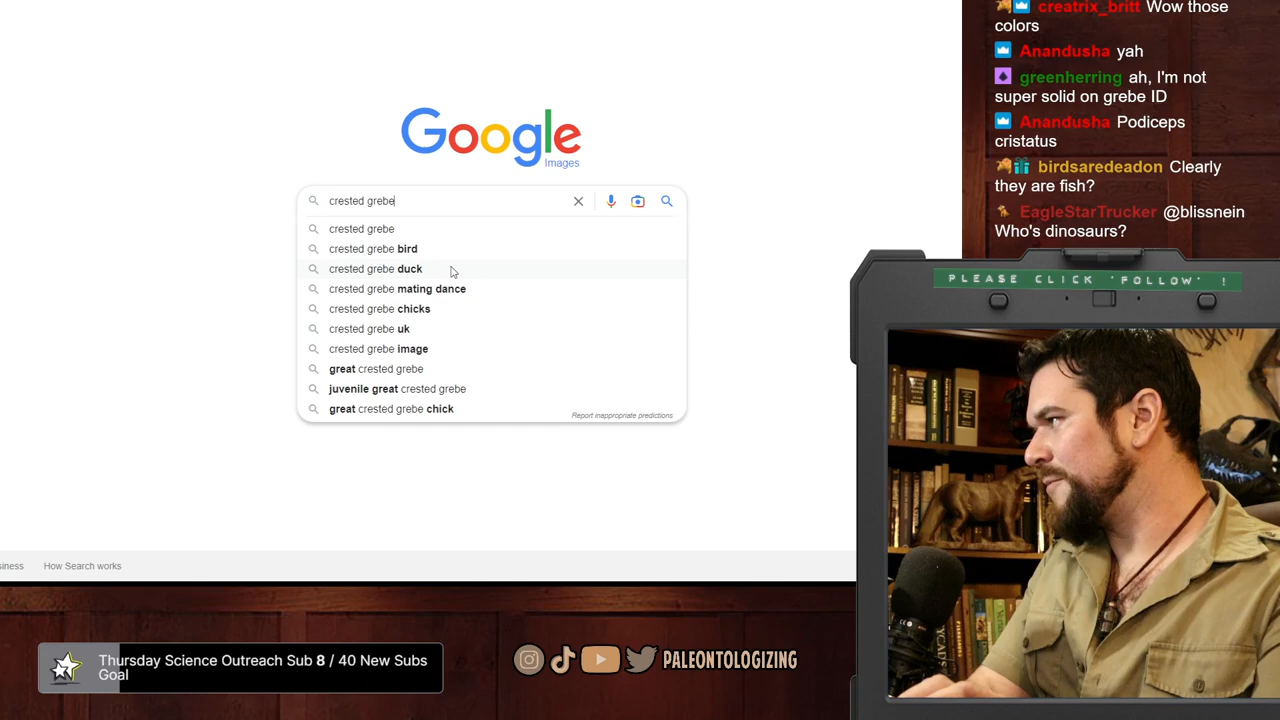 Google
Images
crested grebe
crested grebe
crested grebe bird
crested grebe duck
crested grebe mating dance
crested grebe chicks
crested grebe uk
crested grebe image
great crested grebe
juvenile great crested grebe
great crested grebe chick
Report inappropriate predictions
How Search works
creatrix_britt Wow those
colors
Anandusha yah
greenherring ah, I'm not
super solid on grebe ID
Anandusha Podiceps
cristatus
birdsaredeadon Clearly
they are fish?
EagleStarTrucker @blissnein
Who's dinosaurs?
PLEASE CLICK 'FOLLOW' !
Thursday Science Outreach Sub 8 / 40 New Subs
Goal
PALEONTOLOGIZING